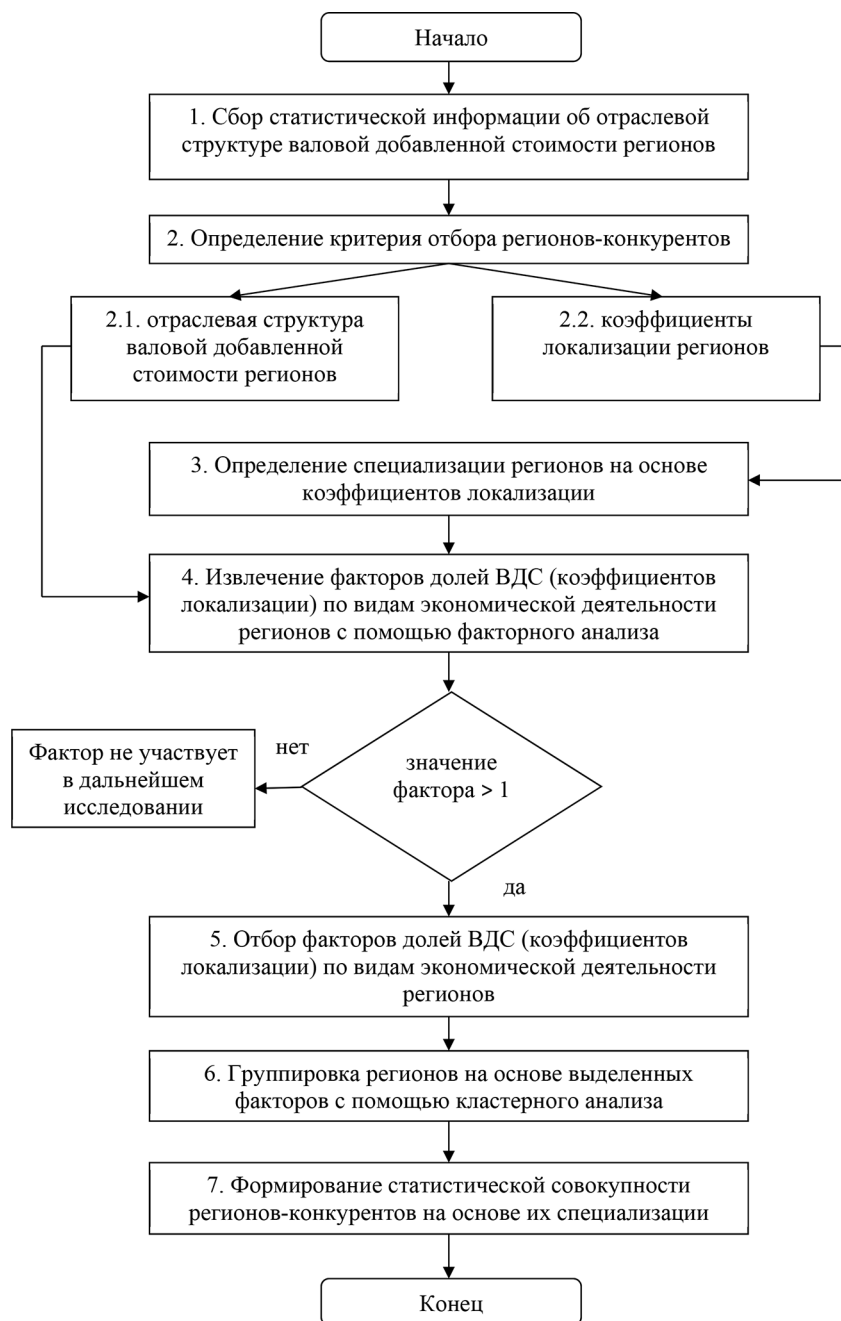 Начало
1. Сбор статистической информации об отраслевой
структуре валовой добавленной стоимости регионов
2. Определение критерия отбора регионов-конкурентов
2.1. отраслевая структура
валовой добавленной
стоимости регионов
2.2. коэффициенты
локализации регионов
3. Определение специализации регионов на основе
коэффициентов локализации
4. Извлечение факторов долей ВДС (коэффициентов
локализации) по видам экономической деятельности
регионов с помощью факторного анализа
Фактор не участвует
в дальнейшем
исследовании
нет
значение
фактора > 1
да
5. Отбор факторов долей ВДС (коэффициентов
локализации) по видам экономической деятельности
регионов
6. Группировка регионов на основе выделенных
факторов с помощью кластерного анализа
7. Формирование статистической совокупности
регионов-конкурентов на основе их специализации
Конец